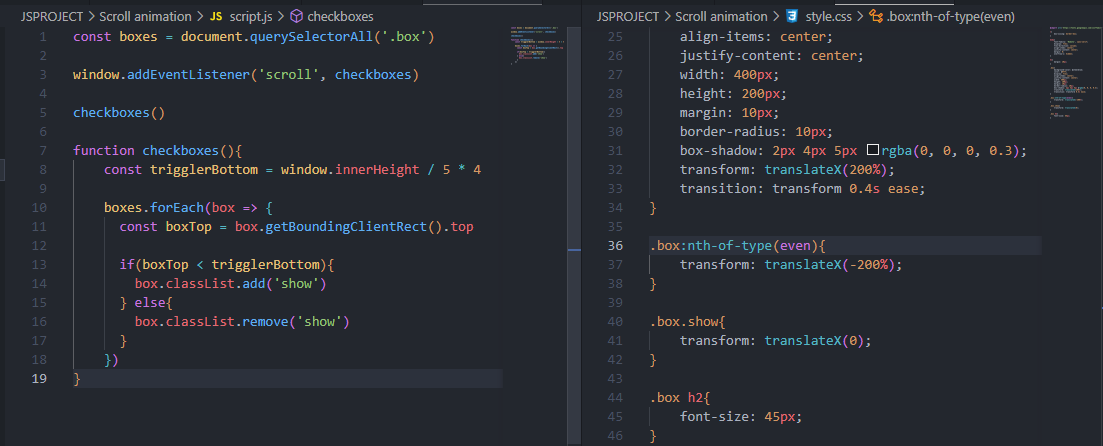 JSPROJECT > Scroll animation > JS script.js > checkboxes
1 const boxes = document.querySelectorAll('.box')
2
3 window.addEventListener('scroll', checkboxes)
4
5 checkboxes()
6
7 function checkboxes(){
8 const trigglerBottom = window.innerHeight / 5 * 4
9
10 boxes.forEach(box => {
11 const boxTop = box.getBoundingClientRect().top
12
13 if(boxTop < trigglerBottom){
14 box.classList.add('show')
15 } else{
16 box.classList.remove('show')
17 }
18 })
19 }
JSPROJECT > Scroll animation > style.css > .box:nth-of-type(even)
25 align-items: center;
26 justify-content: center;
27 width: 400px;
28 height: 200px;
29 margin: 10px;
30 border-radius: 10px;
31 box-shadow: 2px 4px 5px rgba(0, 0, 0, 0.3);
32 transform: translateX(200%);
33 transition: transform 0.4s ease;
34 }
35
36 .box:nth-of-type(even){
37 transform: translateX(-200%);
38 }
39
40 .box.show{
41 transform: translateX(0);
42 }
43
44 .box h2{
45 font-size: 45px;
46 }